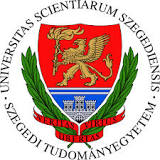 UNIVERSITAS SCIENTIARUM SZEGEDIENSIS
• SZEGEDI TUDOMÁNYEGYETEM •